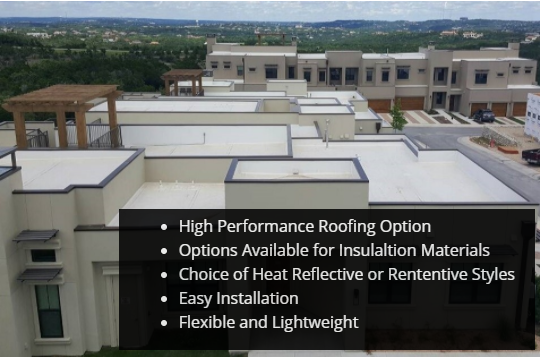 • High Performance Roofing Option
• Options Available for Insulaltion Materials
• Choice of Heat Reflective or Rententive Styles
• Easy Installation
• Flexible and Lightweight